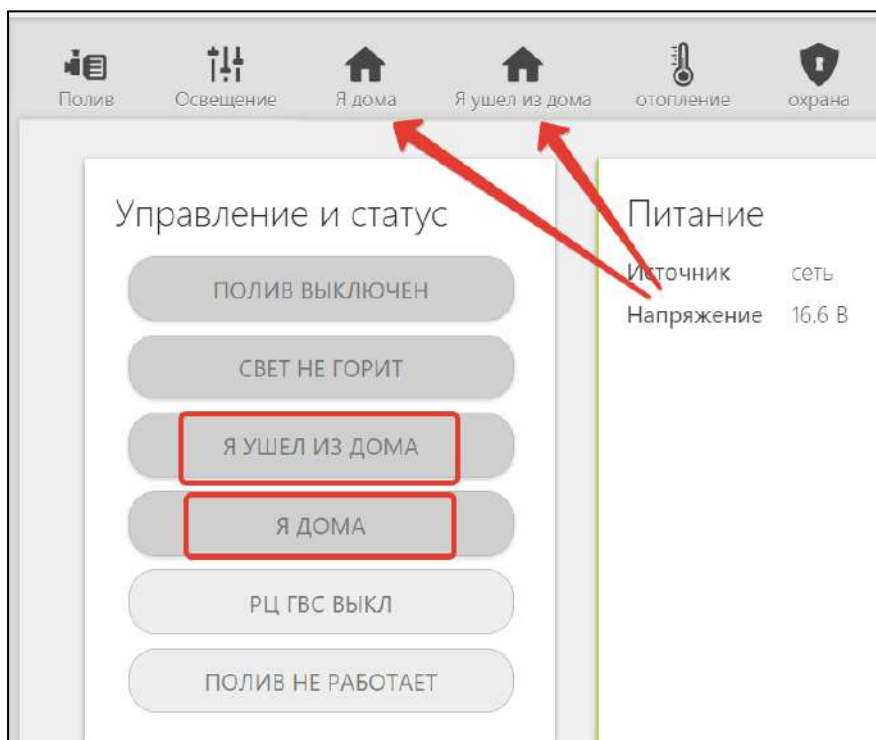 Полив Освещение Я дома Я ушел из дома отопление охрана
Управление и статус
ПОЛИВ ВЫКЛЮЧЕН
СВЕТ НЕ ГОРИТ
Я УШЕЛ ИЗ ДОМА
Я ДОМА
РЦ ГВС ВЫКЛ
ПОЛИВ НЕ РАБОТАЕТ
Питание
Источник сеть
Напряжение 16.6 В